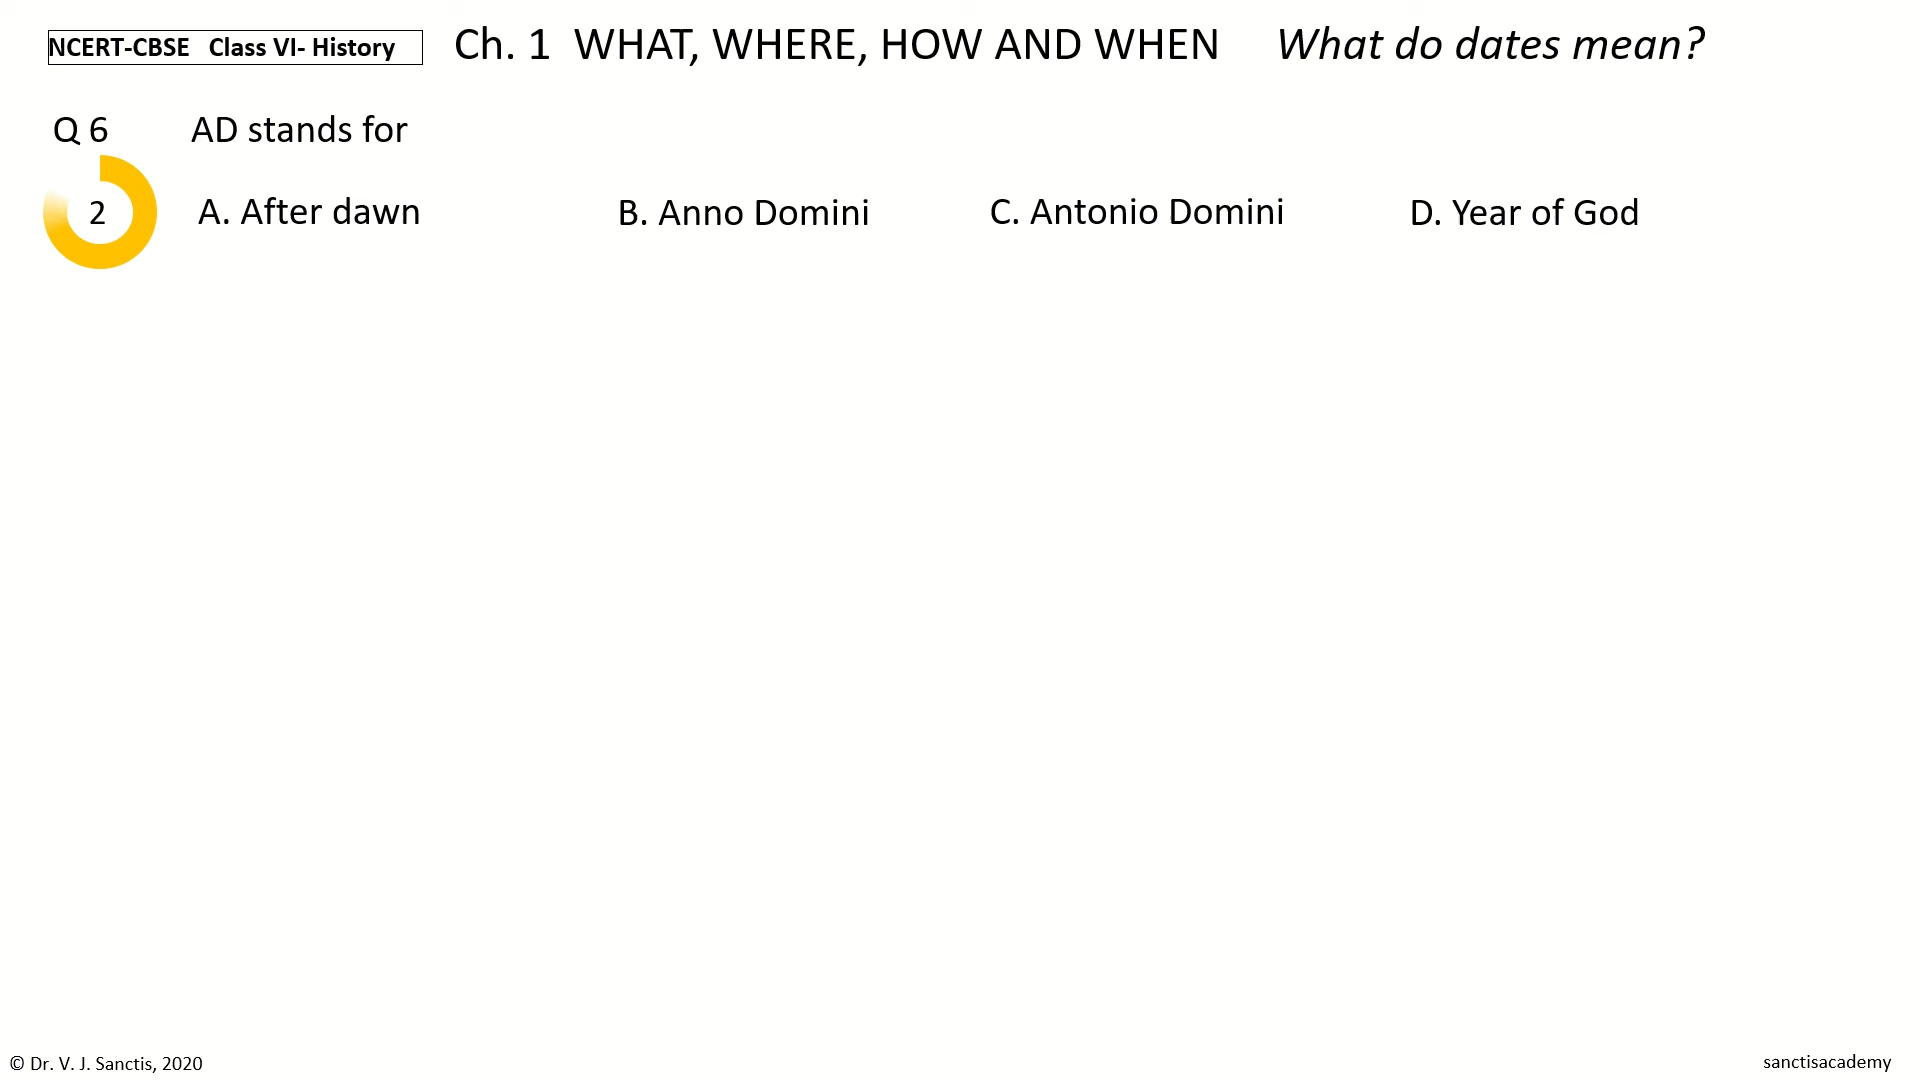 NCERT-CBSE Class VI- History Ch. 1 WHAT, WHERE, HOW AND WHEN What do dates mean?
Q 6 AD stands for
2 A. After dawn B. Anno Domini C. Antonio Domini D. Year of God
© Dr. V. J. Sanctis, 2020 sanctisacademy